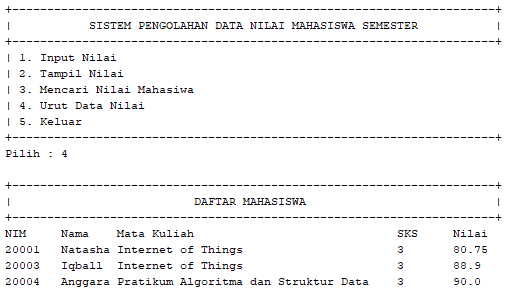 +---------------------------------------------------------------------+
| SISTEM PENGOLAHAN DATA NILAI MAHASISWA SEMESTER |
+---------------------------------------------------------------------+
| 1. Input Nilai
| 2. Tampil Nilai
| 3. Mencari Nilai Mahasiwa
| 4. Urut Data Nilai
| 5. Keluar
+---------------------------------------------------------------------+
Pilih : 4
+---------------------------------------------------------------------+
| DAFTAR MAHASISWA |
+---------------------------------------------------------------------+
NIM Nama Mata Kuliah SKS Nilai
20001 Natasha Internet of Things 3 80.75
20003 Iqball Internet of Things 3 88.9
20004 Anggara Pratikum Algoritma dan Struktur Data 3 90.0